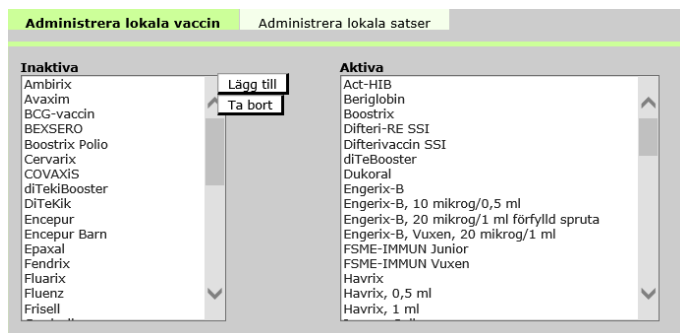 Administrera lokala vaccin
Administrera lokala satser
Inaktiva
Ambirix
Avaxim
BCG-vaccin
BEXSERO
Boostrix Polio
Cervarix
COVAXiS
diTekiBooster
DiTeKik
Encepur
Encepur Barn
Epaxal
Fendrix
Fluarix
Fluenz
Frisell
Lägg till
Ta bort
Aktiva
Act-HIB
Beriglobin
Boostrix
Difteri-RE SSI
Difterivaccin SSI
diTeBooster
Dukoral
Engerix-B
Engerix-B, 10 mikrog/0,5 ml
Engerix-B, 20 mikrog/1 ml förfylld spruta
Engerix-B, Vuxen, 20 mikrog/1 ml
FSME-IMMUN Junior
FSME-IMMUN Vuxen
Havrix
Havrix, 0,5 ml
Havrix, 1 ml